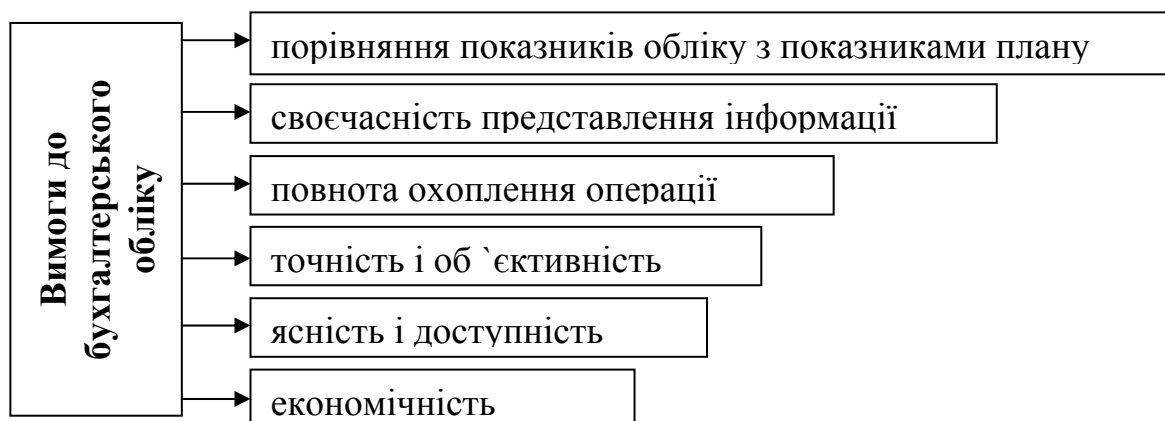 Вимоги до
бухгалтерського
обліку
порівняння показників обліку з показниками плану
своєчасність представлення інформації
повнота охоплення операції
точність і об `єктивність
ясність і доступність
економічність